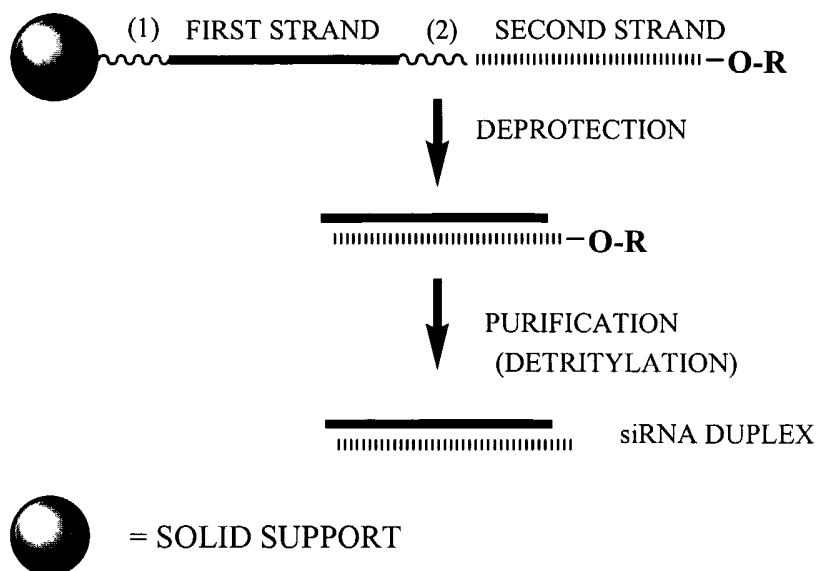 (1) FIRST STRAND (2) SECOND STRAND
O-R
DEPROTECTION
O-R
PURIFICATION
(DETRITYLATION)
siRNA DUPLEX
= SOLID SUPPORT